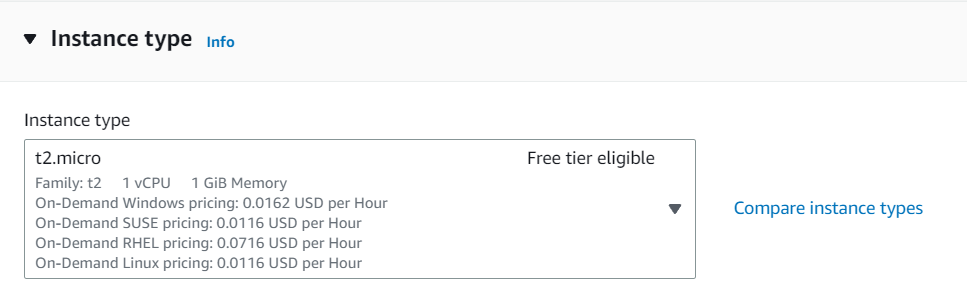 Instance type Info
Instance type
t2.micro Free tier eligible
Family: t2 1 vCPU 1 GiB Memory
On-Demand Windows pricing: 0.0162 USD per Hour
On-Demand SUSE pricing: 0.0116 USD per Hour
On-Demand RHEL pricing: 0.0716 USD per Hour
On-Demand Linux pricing: 0.0116 USD per Hour
Compare instance types